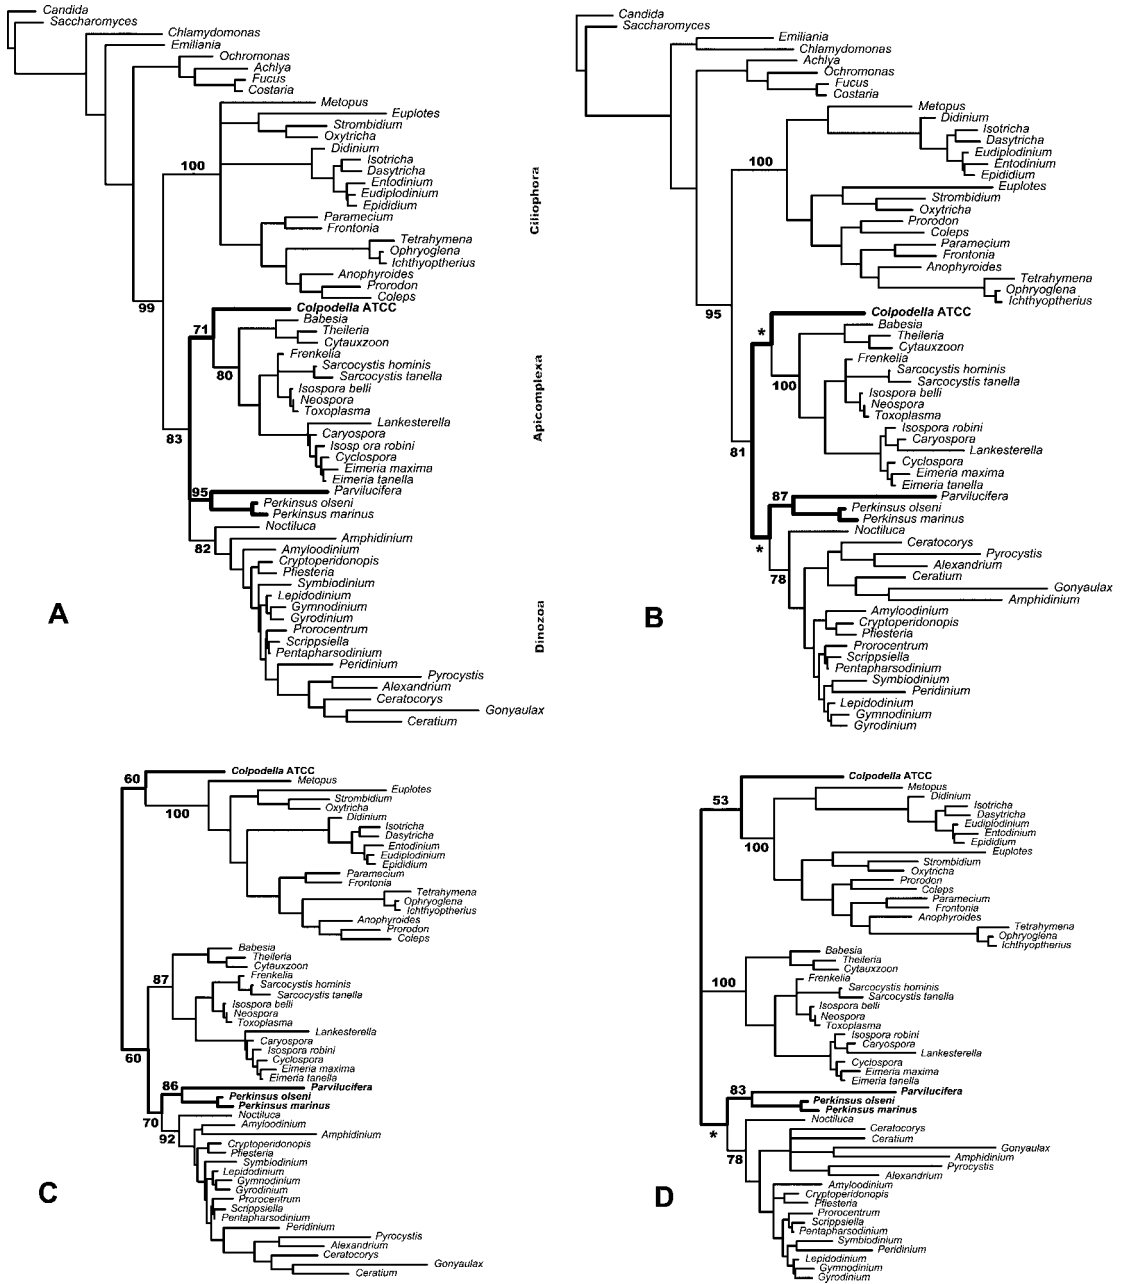 Candida
Saccharomyces
Chlamydomonas
Emiliania
Ochromonas
Achlya
Fucus
Costaria
Metopus
Euplotes
Strombidium
Oxytricha
Didinium
Isotricha
100
Dasytricha
Entodinium
Eudiplodinium
Epididium
Paramecium
Frontonia
Tetrahymena
Ophryoglena
Ichthyoptherius
Anophyroides
Prorodon
Coleps
99
Colpodella ATCC
Babesia
71
Theileria
Cytauxzoon
Frenkelia
80
Sarcocystis hominis
Sarcocystis tanella
Isospora belli
Neospora
Toxoplasma
Lankesterella
Caryospora
83
Isosp ora robini
Cyclospora
Eimeria maxima
Eimeria tanella
95
Parvilucifera
Perkinsus olseni
Perkinsus marinus
Noctiluca
Amphidinium
82
Amyloodinium
Cryptoperidonopis
Pfiesteria
Symbiodinium
Lepidodinium
Gymnodinium
Gyrodinium
Prorocentrum
Scrippsiella
Pentapharsodinium
Peridinium
Pyrocystis
Alexandrium
Ceratocorys
Gonyaulax
Ceratium
A
Ciliophora
Apicomplexa
Dinozoa
Candida
Saccharomyces
Emiliania
Chlamydomonas
Achlya
Ochromonas
Fucus
Costaria
Metopus
Didinium
Isotricha
Dasytricha
Eudiplodinium
100
Entodinium
Epididium
Euplotes
Strombidium
Oxytricha
Prorodon
Coleps
Paramecium
Frontonia
Anophyroides
Tetrahymena
Ophryoglena
Ichthyoptherius
95
Colpodella ATCC
Babesia
*
Theileria
Cytauxzoon
Frenkelia
Sarcocystis hominis
100
Sarcocystis tanella
Isospora belli
Neospora
Toxoplasma
Isospora robini
Caryospora
Lankesterella
81
Cyclospora
Eimeria maxima
Eimeria tanella
87
Parvilucifera
Perkinsus olseni
Perkinsus marinus
Noctiluca
*
Ceratocorys
Pyrocystis
Alexandrium
78
Ceratium
Gonyaulax
Amphidinium
Amyloodinium
Cryptoperidonopis
Pfiesteria
Prorocentrum
Scrippsiella
Pentapharsodinium
Symbiodinium
Peridinium
Lepidodinium
Gymnodinium
Gyrodinium
B
Colpodella ATCC
60
Metopus
Euplotes
Strombidium
100
Oxytricha
Didinium
Isotricha
Dasytricha
Entodinium
Eudiplodinium
Epididium
Paramecium
Frontonia
Tetrahymena
Ophryoglena
Ichthyoptherius
Anophyroides
Prorodon
Coleps
Babesia
Theileria
Cytauxzoon
Frenkelia
87
Sarcocystis hominis
Sarcocystis tanella
Isospora belli
Neospora
Toxoplasma
Lankesterella
Caryospora
Isospora robini
60
Cyclospora
Eimeria maxima
Eimeria tanella
86
Parvilucifera
Perkinsus olseni
Perkinsus marinus
Noctiluca
70
Amyloodinium
Amphidinium
92
Cryptoperidonopis
Pfiesteria
Symbiodinium
Lepidodinium
Gymnodinium
Gyrodinium
Prorocentrum
Scrippsiella
Pentapharsodinium
Peridinium
Pyrocystis
Alexandrium
Ceratocorys
Gonyaulax
Ceratium
C
Colpodella ATCC
Metopus
Didinium
53
Isotricha
Dasytricha
Eudiplodinium
Entodinium
Epididium
100
Euplotes
Strombidium
Oxytricha
Prorodon
Coleps
Paramecium
Frontonia
Anophyroides
Tetrahymena
Ophryoglena
Ichthyoptherius
Babesia
Theileria
Cytauxzoon
Frenkelia
100
Sarcocystis hominis
Sarcocystis tanella
Isospora belli
Neospora
Toxoplasma
Isospora robini
Caryospora
Lankesterella
Cyclospora
Eimeria maxima
Eimeria tanella
83
Parvilucifera
Perkinsus olseni
Perkinsus marinus
Noctiluca
*
Ceratocorys
Ceratium
Gonyaulax
78
Amphidinium
Pyrocystis
Alexandrium
Amyloodinium
Cryptoperidonopis
Pfiesteria
Prorocentrum
Scrippsiella
Pentapharsodinium
Symbiodinium
Peridinium
Lepidodinium
Gymnodinium
Gyrodinium
D